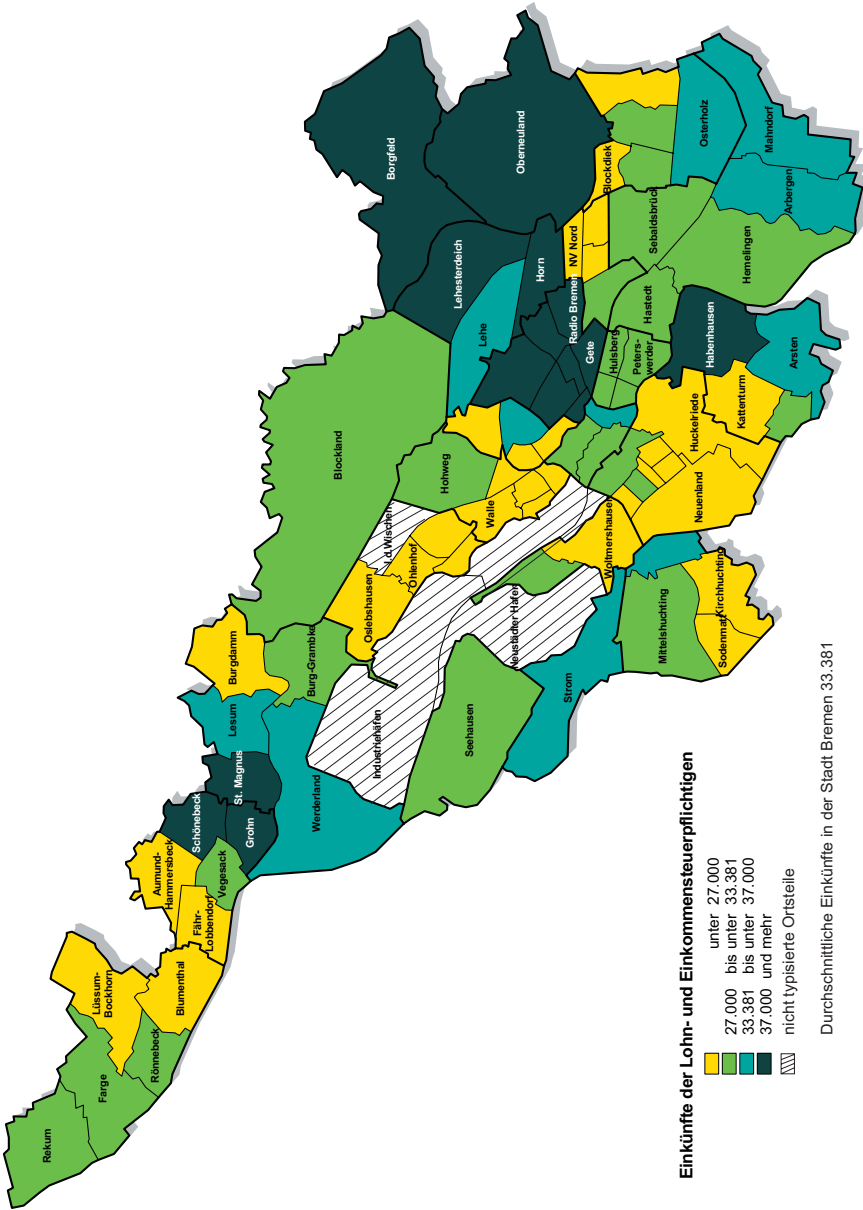 Rekum
Farge
Rönnebeck
Lüssum-
Bockhorn
Blumenthal
Fähr-
Lobbendorf
Aumund-
Hammersbeck
Vegesack
Schönebeck
Grohn
St. Magnus
Lesum
Burgdamm
Werderland
Burg-Grambke
Industriehäfen
Oslebshausen
Ohlenhof
I.d.Wischen
Blockland
Hohweg
Walle
Seehausen
Strom
Neustädter Hafen
Woltmershausen
Mittelshuchting
Sodenmatt
Kirchhuchting
Neuenland
Huckelriede
Kattenturm
Habenhausen
Arsten
Lehe
Lehesterdeich
Horn
Borgfeld
Oberneuland
Radio Bremen
Gete
Hulsberg
Peters-
werder
Hastedt
NV Nord
Blockdiek
Sebaldsbrück
Hemelingen
Osterholz
Mahndorf
Arbergen
Einkünfte der Lohn- und Einkommensteuerpflichtigen
unter 27.000
27.000 bis unter 33.381
33.381 bis unter 37.000
37.000 und mehr
nicht typisierte Ortsteile
Durchschnittliche Einkünfte in der Stadt Bremen 33.381